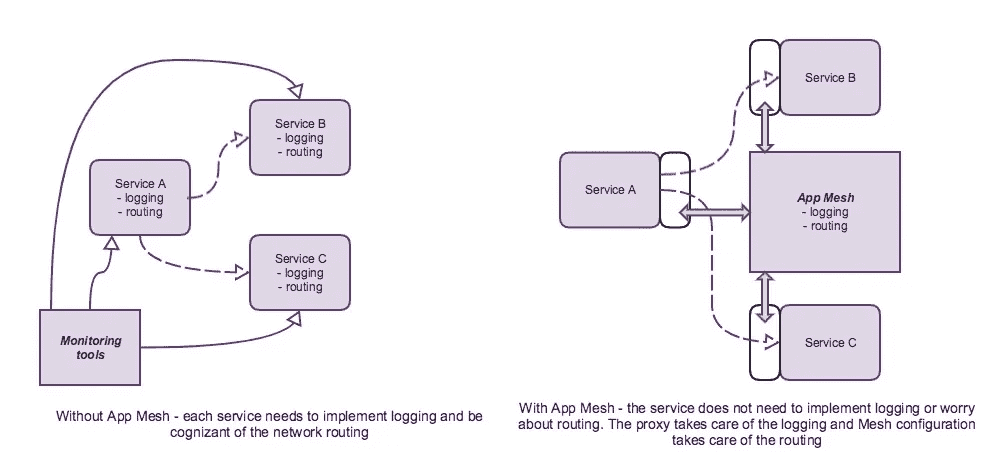 Service B
- logging
- routing
Service A
- logging
- routing
Service C
- logging
- routing
Monitoring
tools
Without App Mesh - each service needs to implement logging and be
cognizant of the network routing
Service B
Service A
App Mesh
- logging
- routing
Service C
With App Mesh - the service does not need to implement logging or worry
about routing. The proxy takes care of the logging and Mesh configuration
takes care of the routing